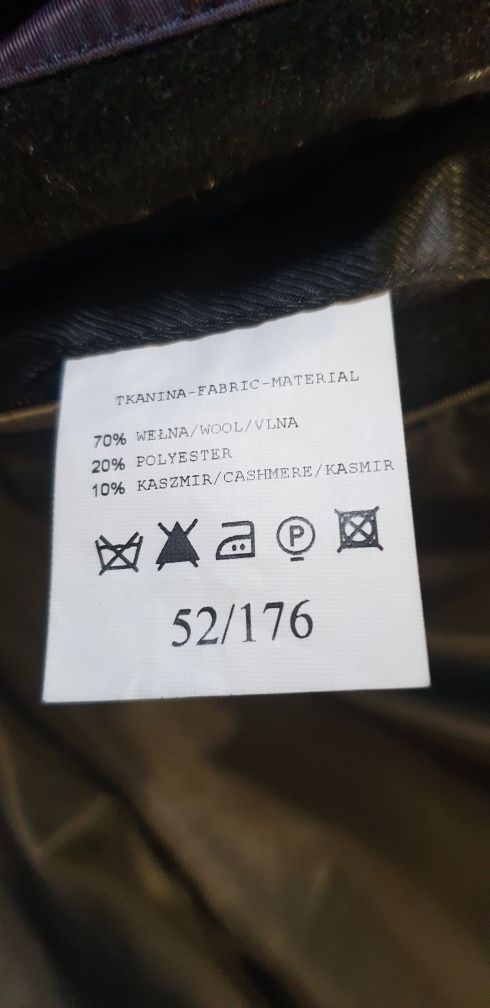 TKANINA-FABRIC-MATERIAL
70% WEŁNA/WOOL/VLNA
20% POLYESTER
10% KASZMIR/CASHMERE/KASMIR
P
52/176